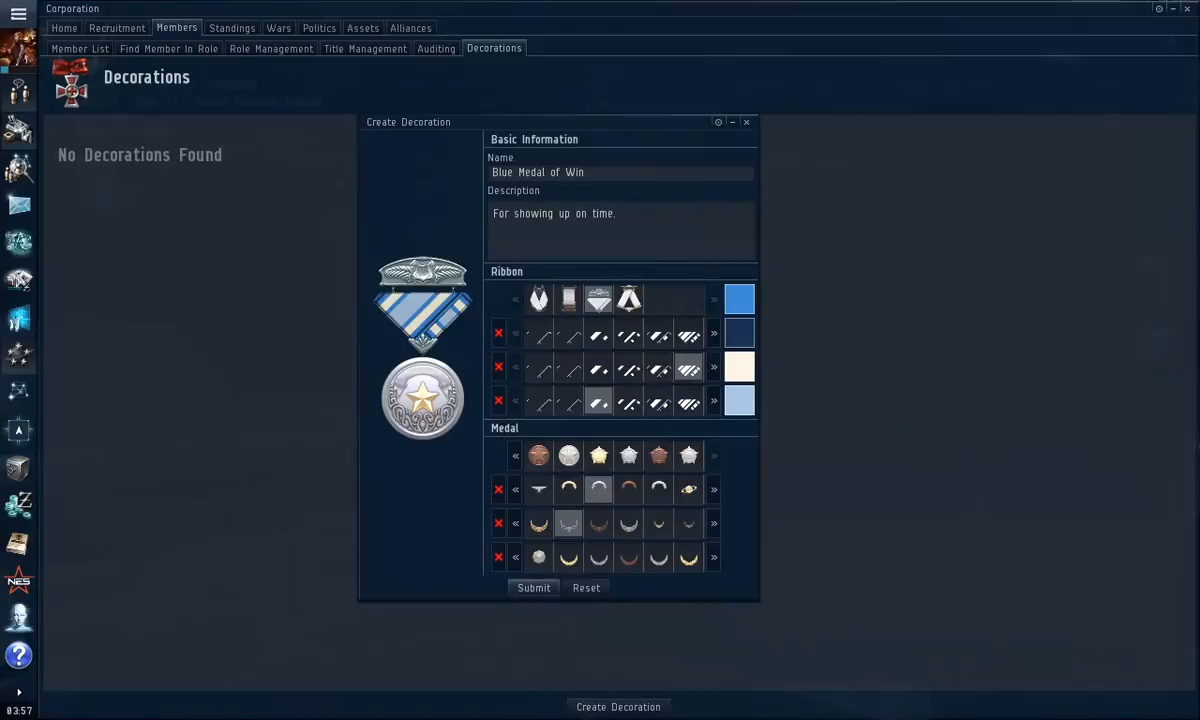 Corporation
Home Recruitment Members Standings Wars Politics Assets Alliances
Member List Find Member In Role Role Management Title Management Auditing Decorations
Decorations
No Decorations Found
Create Decoration
Basic Information
Name
Blue Medal of Win
Description
For showing up on time.
Ribbon
Medal
Submit Reset
Create Decoration
NES
?
03:57